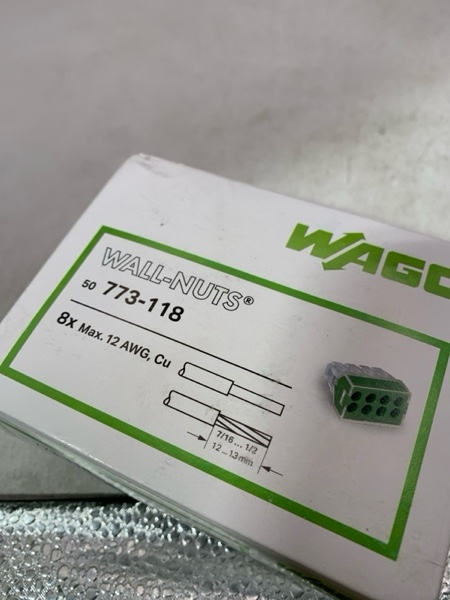 WAGO
WALL-NUTS®
50 773-118
8x Max. 12 AWG, Cu
7/16 ... 1/2
12 – 13 mm